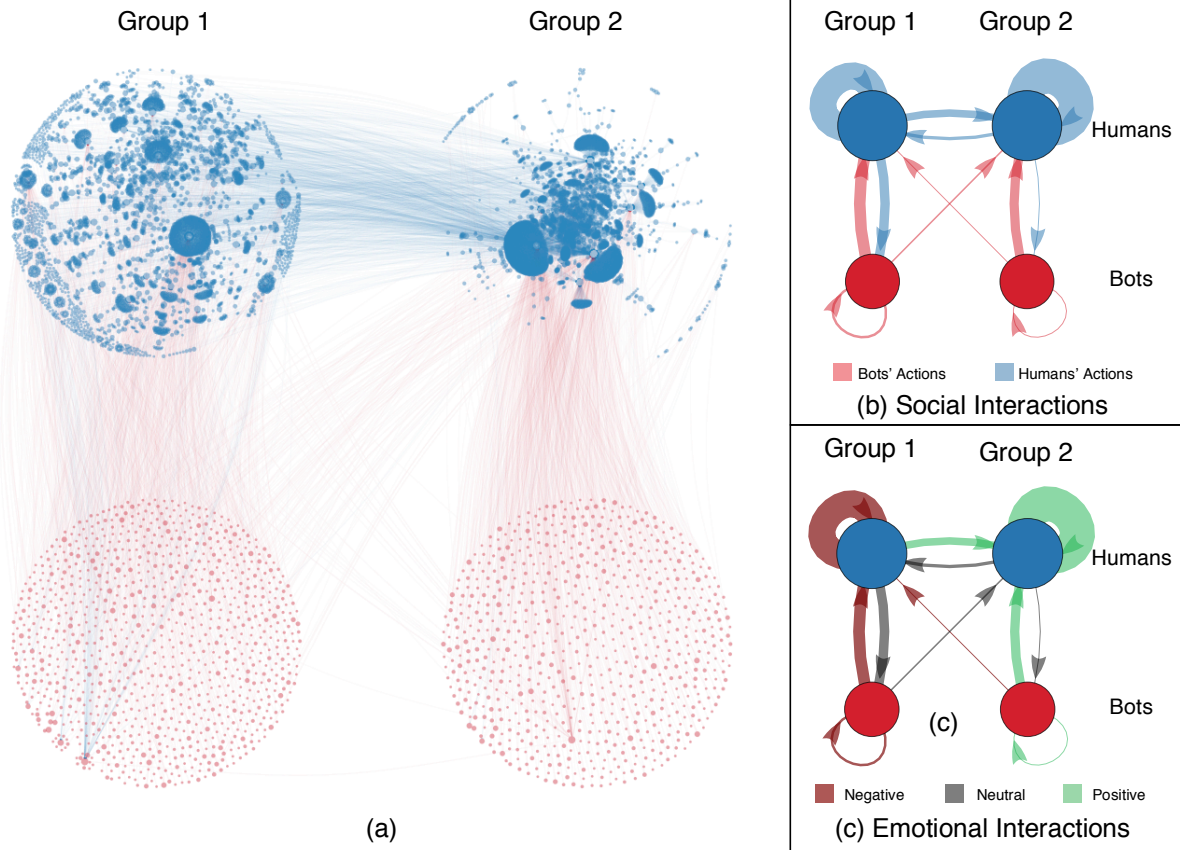 Group 1
Group 2
(a)
Group 1
Group 2
Humans
Bots
Bots' Actions
Humans' Actions
(b) Social Interactions
Group 1
Group 2
Humans
Bots
(c)
Negative
Neutral
Positive
(c) Emotional Interactions